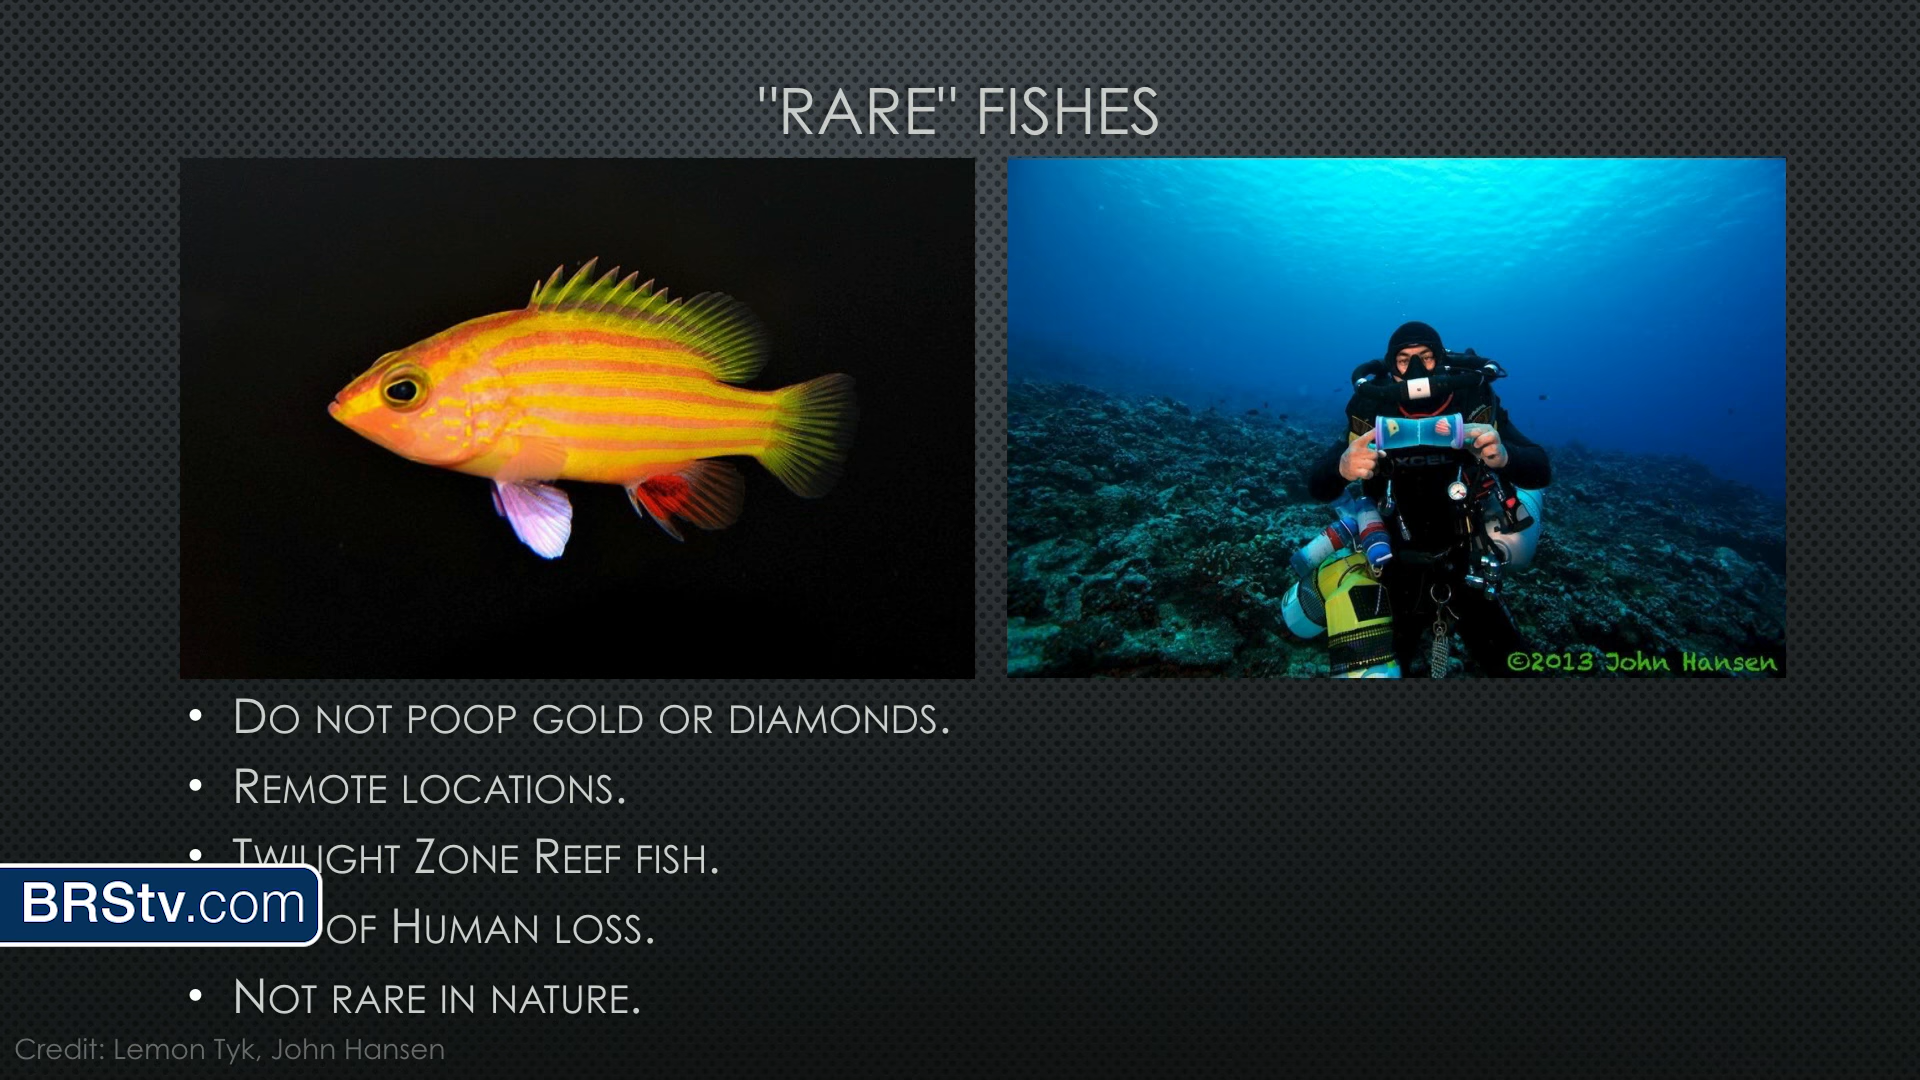 "RARE" FISHES
XCEL
©2013 John Hansen
• DO NOT POOP GOLD OR DIAMONDS.
• REMOTE LOCATIONS.
• TWILIGHT ZONE REEF FISH.
OF HUMAN LOSS.
BRStv.com
• NOT RARE IN NATURE.
Credit: Lemon Tyk, John Hansen